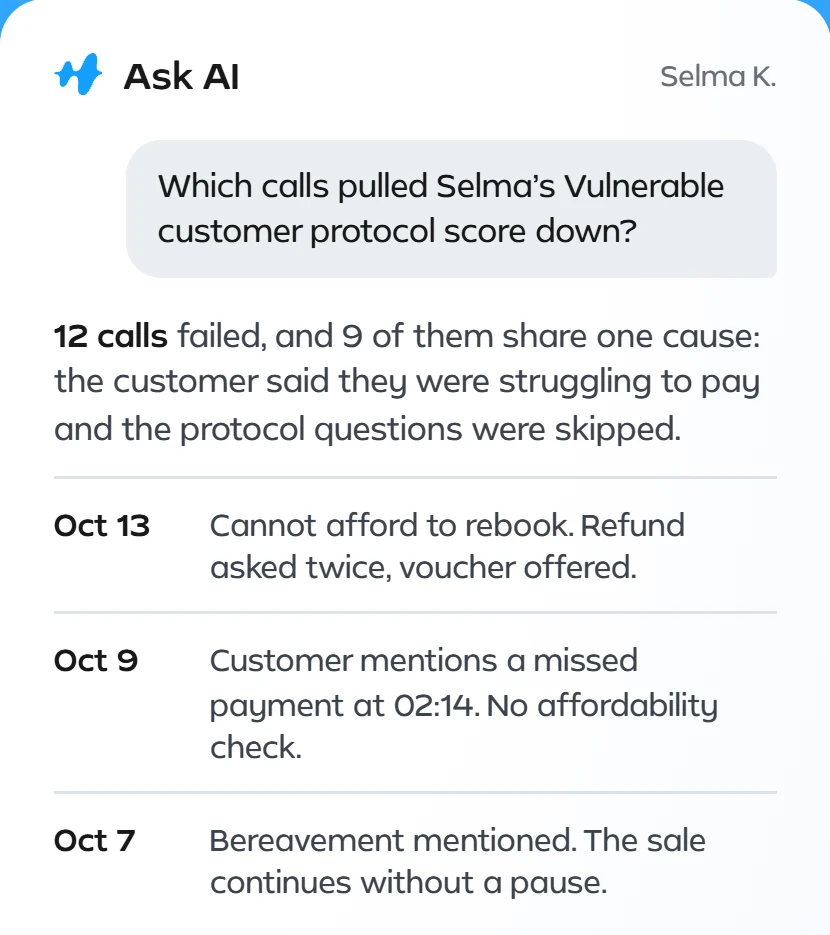 Ask AI
Selma K.
Which calls pulled Selma’s Vulnerable
customer protocol score down?
12 calls failed, and 9 of them share one cause:
the customer said they were struggling to pay
and the protocol questions were skipped.
Oct 13
Cannot afford to rebook. Refund
asked twice, voucher offered.
Oct 9
Customer mentions a missed
payment at 02:14. No affordability
check.
Oct 7
Bereavement mentioned. The sale
continues without a pause.